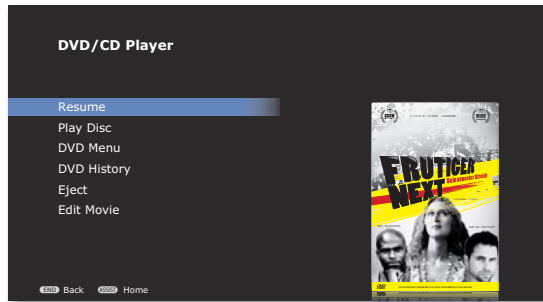 DVD/CD Player
Resume
Play Disc
DVD Menu
DVD History
Eject
Edit Movie
FRUTIGER
NEXT
END Back ASSIST Home